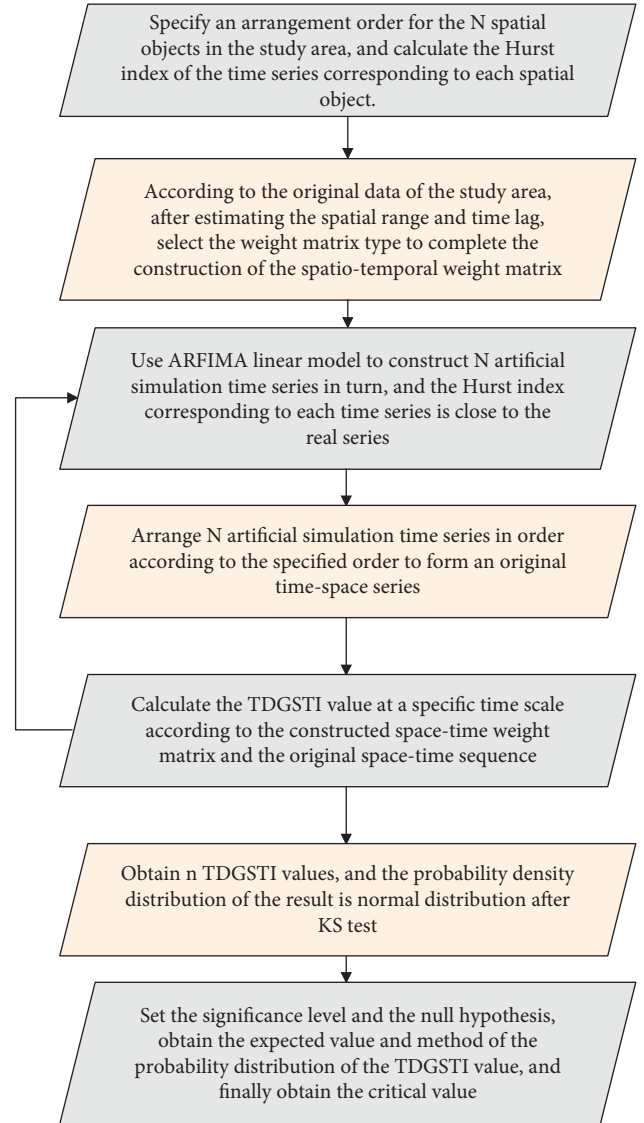 Specify an arrangement order for the N spatial
objects in the study area, and calculate the Hurst
index of the time series corresponding to each spatial
object.
According to the original data of the study area,
after estimating the spatial range and time lag,
select the weight matrix type to complete the
construction of the spatio-temporal weight matrix
Use ARFIMA linear model to construct N artificial
simulation time series in turn, and the Hurst index
corresponding to each time series is close to the
real series
Arrange N artificial simulation time series in order
according to the specified order to form an original
time-space series
Calculate the TDGSTI value at a specific time scale
according to the constructed space-time weight
matrix and the original space-time sequence
Obtain n TDGSTI values, and the probability density
distribution of the result is normal distribution after
KS test
Set the significance level and the null hypothesis,
obtain the expected value and method of the
probability distribution of the TDGSTI value, and
finally obtain the critical value